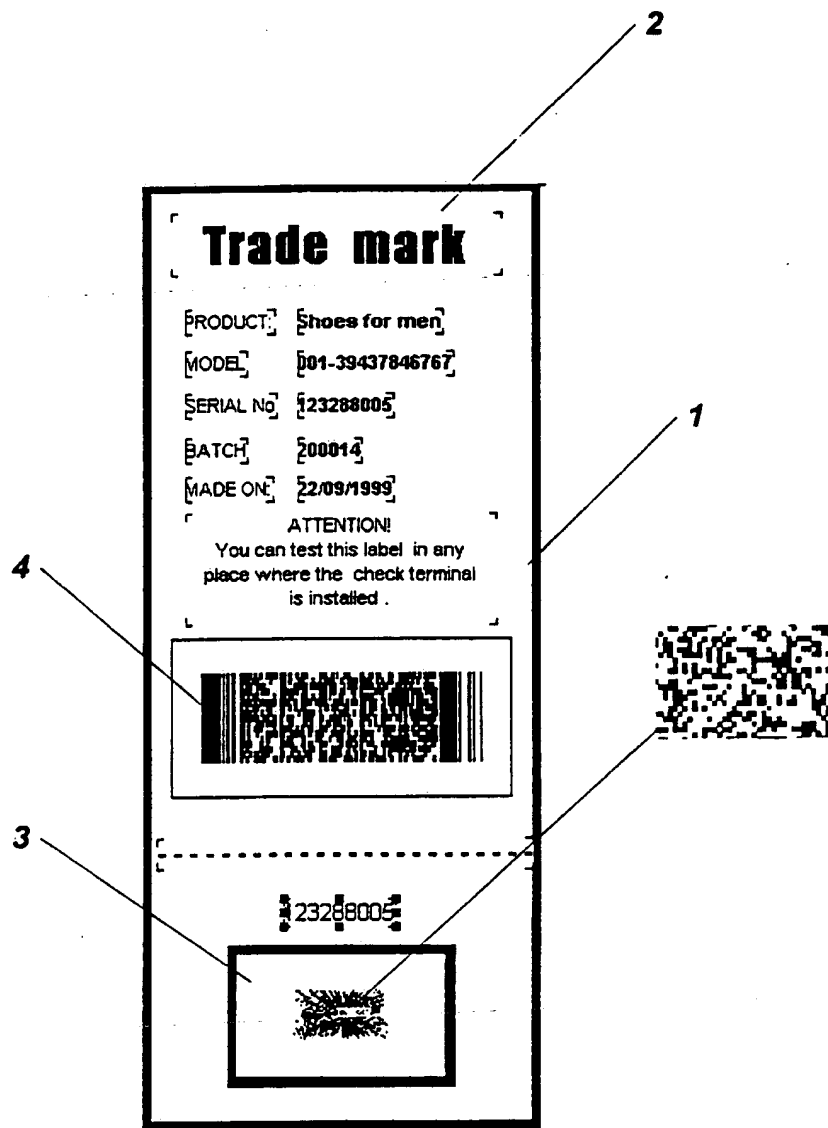 2
Trade mark
PRODUCT: Shoes for men
MODEL 001-39437846767
SERIAL No 123288005
1
BATCH 200014
MADE ON: 22/09/1999
ATTENTION!
You can test this label in any
4
place where the check terminal
is installed .
3
123288005